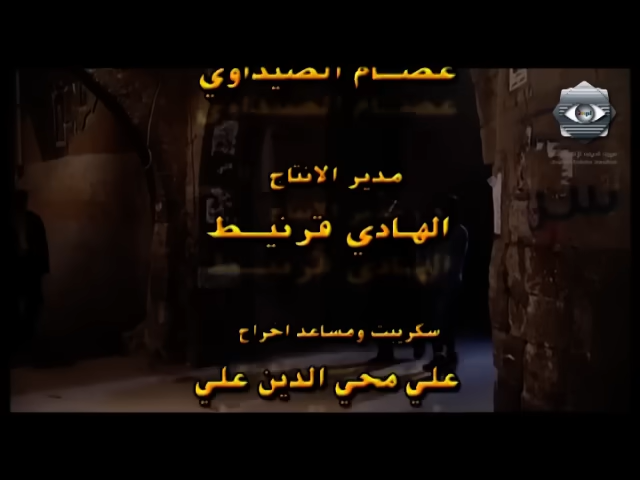 عصام الصيداوي
مدير الانتاج
الهادي قرنيط
سكريبت ومساعد اخراج
علي محي الدين علي